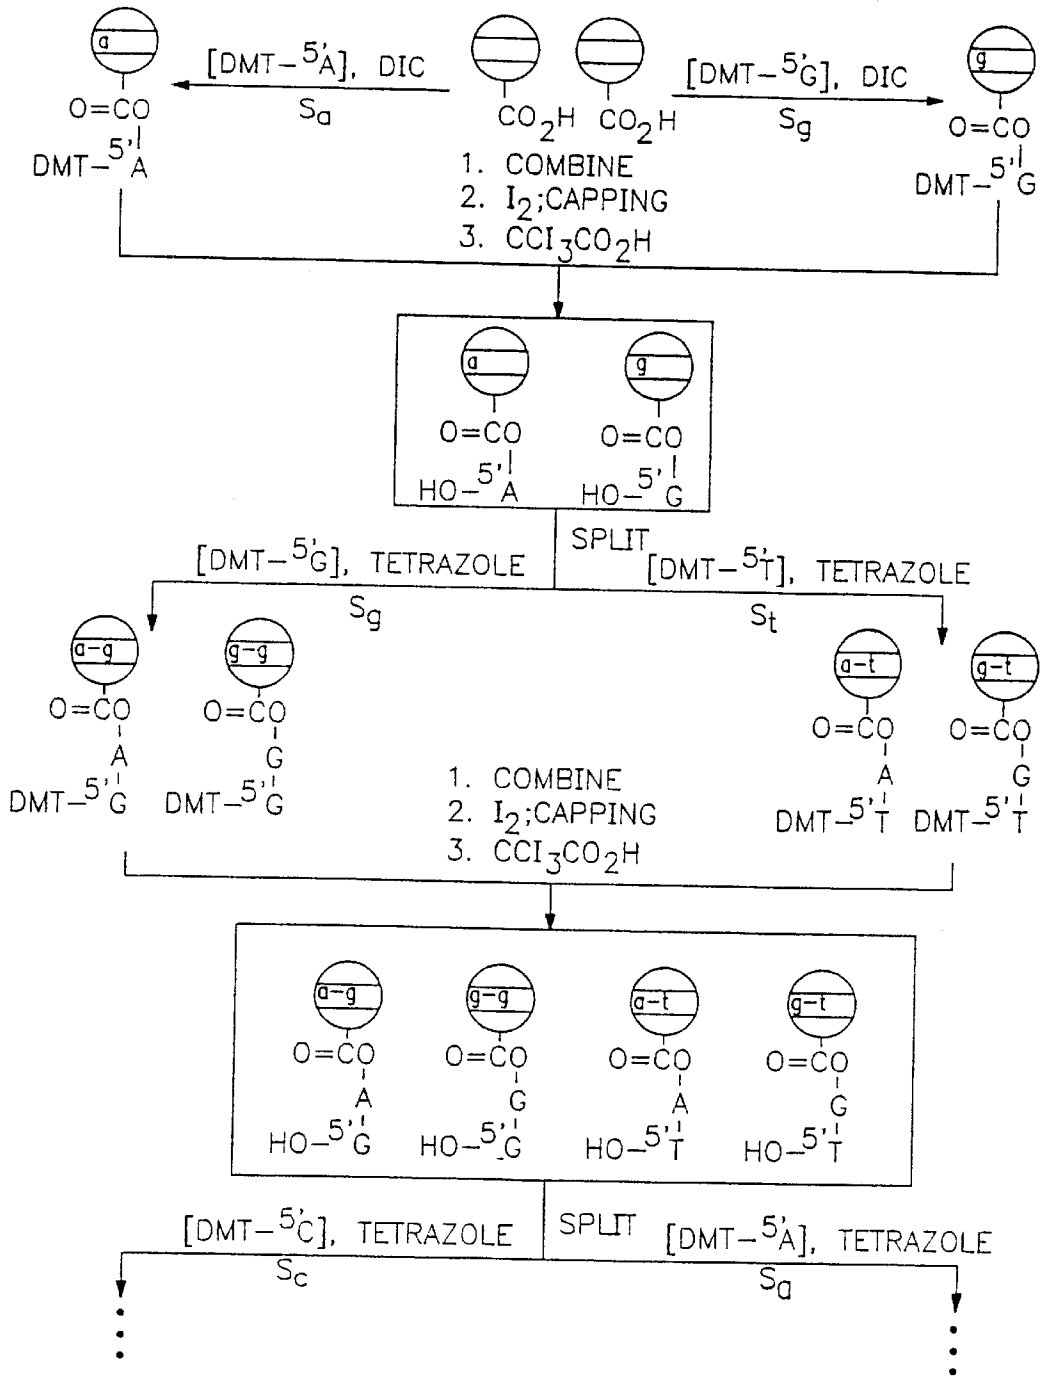 a
[DMT-5'A], DIC
Sa
CO2H CO2H
[DMT-5'G], DIC
Sg
g
O=CO
DMT-5'A
O=CO
DMT-5'G
1. COMBINE
2. I2;CAPPING
3. CCI3CO2H
a g
O=CO O=CO
HO-5'A HO-5'G
SPLIT
[DMT-5'G], TETRAZOLE
Sg
[DMT-5'T], TETRAZOLE
St
a-g g-g a-t g-t
O=CO O=CO O=CO O=CO
A G A G
DMT-5'G DMT-5'G DMT-5'T DMT-5'T
1. COMBINE
2. I2;CAPPING
3. CCI3CO2H
a-g g-g a-t g-t
O=CO O=CO O=CO O=CO
A G A G
HO-5'G HO-5'G HO-5'T HO-5'T
SPLIT
[DMT-5'C], TETRAZOLE
Sc
[DMT-5'A], TETRAZOLE
Sa